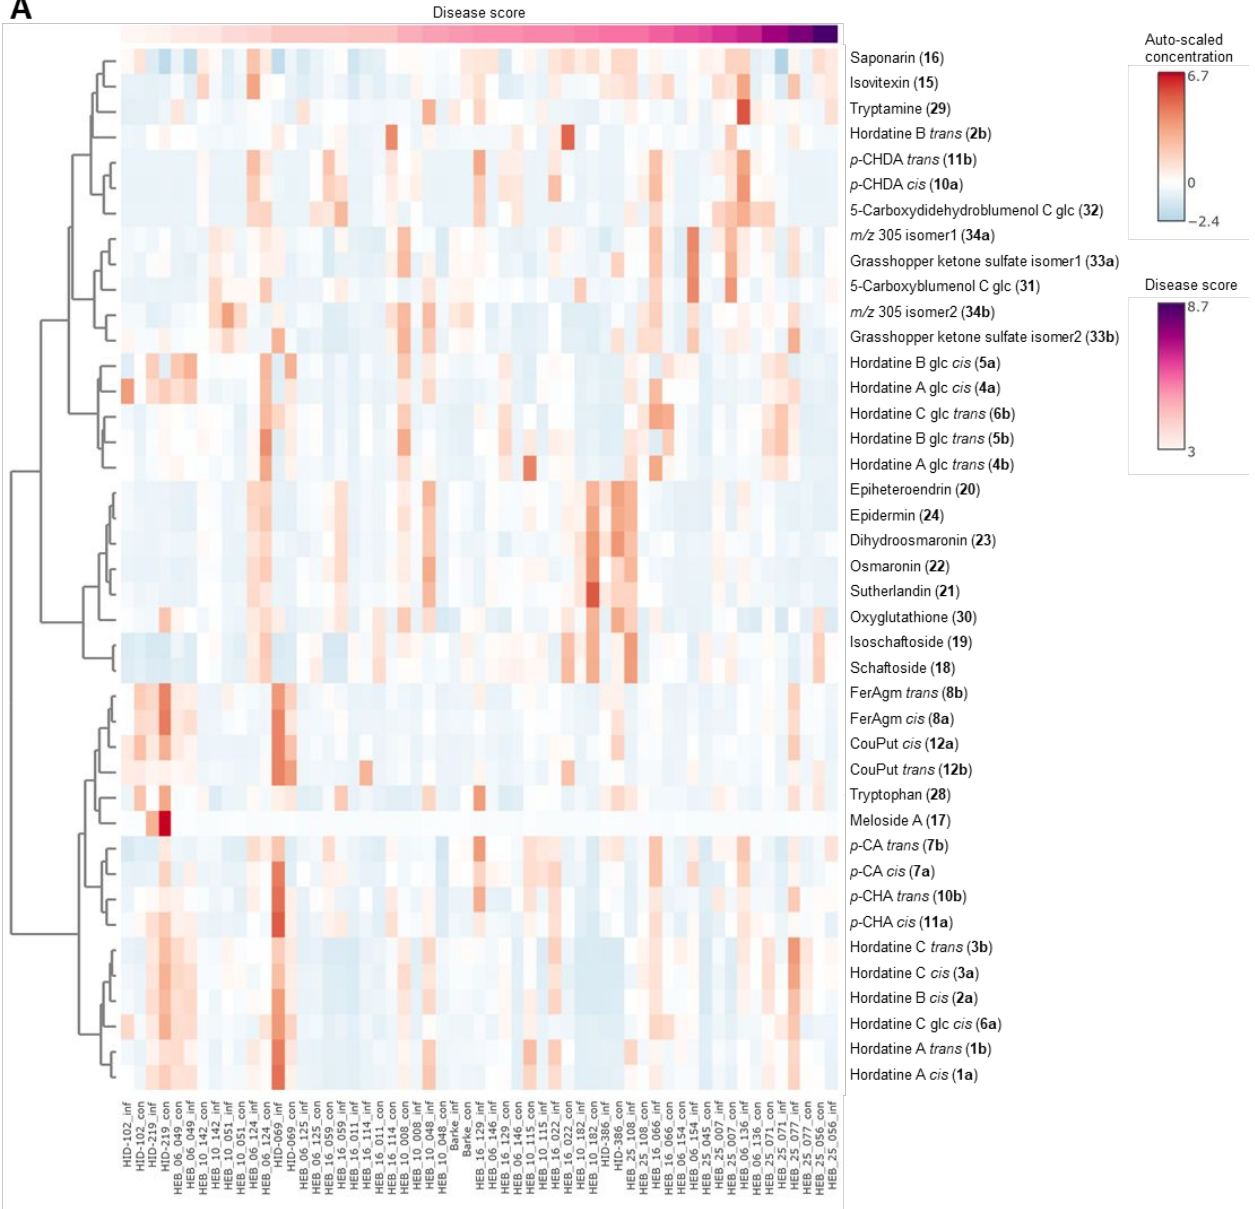 A
Disease score
Saponarin (16)
Isovitexin (15)
Tryptamine (29)
Hordatine B trans (2b)
p-CHDA trans (11b)
p-CHDA cis (10a)
5-Carboxydidehydroblumenol C glc (32)
m/z 305 isomer1 (34a)
Grasshopper ketone sulfate isomer1 (33a)
5-Carboxyblumenol C glc (31)
m/z 305 isomer2 (34b)
Grasshopper ketone sulfate isomer2 (33b)
Hordatine B glc cis (5a)
Hordatine A glc cis (4a)
Hordatine C glc trans (6b)
Hordatine B glc trans (5b)
Hordatine A glc trans (4b)
Epiheteroendrin (20)
Epidermin (24)
Dihydroosmaronin (23)
Osmaronin (22)
Sutherlandin (21)
Oxyglutathione (30)
Isoschaftoside (19)
Schaftoside (18)
FerAgm trans (8b)
FerAgm cis (8a)
CouPut cis (12a)
CouPut trans (12b)
Tryptophan (28)
Meloside A (17)
p-CA trans (7b)
p-CA cis (7a)
p-CHA trans (10b)
p-CHA cis (11a)
Hordatine C trans (3b)
Hordatine C cis (3a)
Hordatine B cis (2a)
Hordatine C glc cis (6a)
Hordatine A trans (1b)
Hordatine A cis (1a)
Auto-scaled
concentration
6.7
0
−2.4
Disease score
8.7
3
HID-102_inf
HID-102_con
HID-219_inf
HID-219_con
HEB_06_049_con
HEB_06_049_inf
HEB_10_142_con
HEB_10_142_inf
HEB_10_051_inf
HEB_10_051_con
HEB_06_124_inf
HEB_06_124_con
HID-069_inf
HID-069_con
HEB_06_125_inf
HEB_06_125_con
HEB_16_059_con
HEB_16_059_inf
HEB_16_011_inf
HEB_16_114_inf
HEB_16_011_con
HEB_16_114_con
HEB_10_008_con
HEB_10_008_inf
HEB_10_048_inf
HEB_10_048_con
Barke_inf
Barke_con
HEB_16_129_inf
HEB_06_146_inf
HEB_16_129_con
HEB_06_146_con
HEB_10_115_con
HEB_10_115_inf
HEB_16_022_inf
HEB_16_022_con
HEB_10_182_inf
HEB_10_182_con
HID-386_inf
HID-386_con
HEB_25_108_inf
HEB_25_108_con
HEB_16_066_inf
HEB_16_066_con
HEB_06_154_con
HEB_06_154_inf
HEB_25_045_con
HEB_25_007_inf
HEB_25_007_con
HEB_06_136_inf
HEB_06_136_con
HEB_25_071_con
HEB_25_071_inf
HEB_25_077_inf
HEB_25_077_con
HEB_25_056_con
HEB_25_056_inf